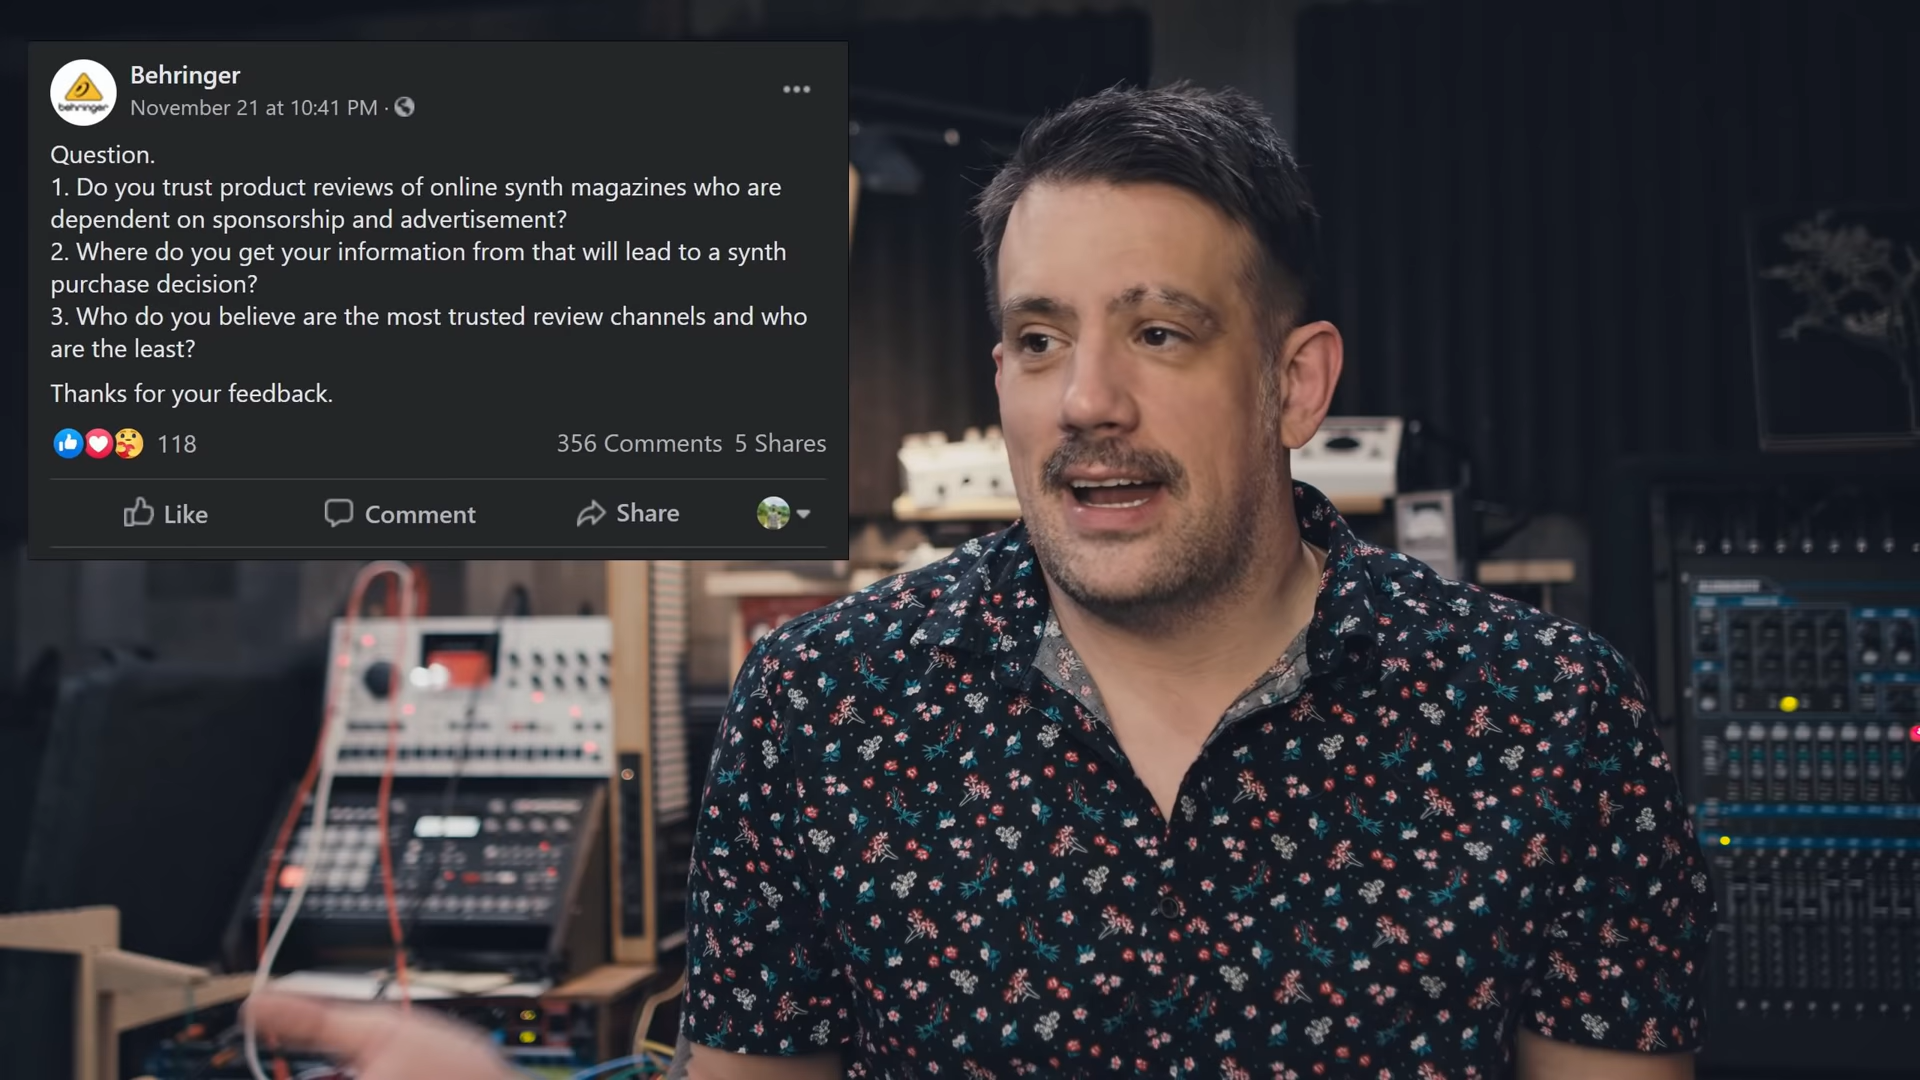 Behringer
November 21 at 10:41 PM ·
behringer
Question.
1. Do you trust product reviews of online synth magazines who are
dependent on sponsorship and advertisement?
2. Where do you get your information from that will lead to a synth
purchase decision?
3. Who do you believe are the most trusted review channels and who
are the least?
Thanks for your feedback.
118
356 Comments 5 Shares
Like
Comment
Share